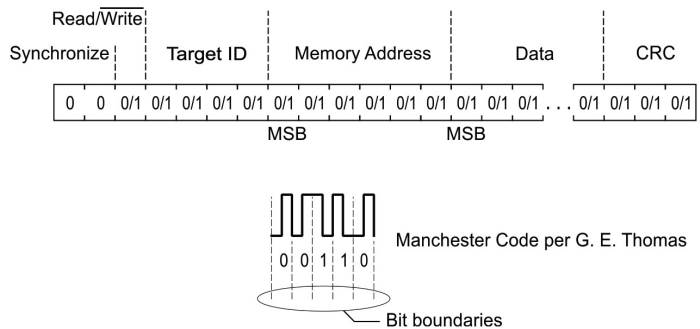 Read/Write
Synchronize Target ID Memory Address Data CRC
0 0 0/1 0/1 0/1 0/1 0/1 0/1 0/1 0/1 0/1 0/1 0/1 0/1 0/1 0/1 . . . 0/1 0/1 0/1 0/1
MSB MSB
Manchester Code per G. E. Thomas
0 0 1 1 0
Bit boundaries